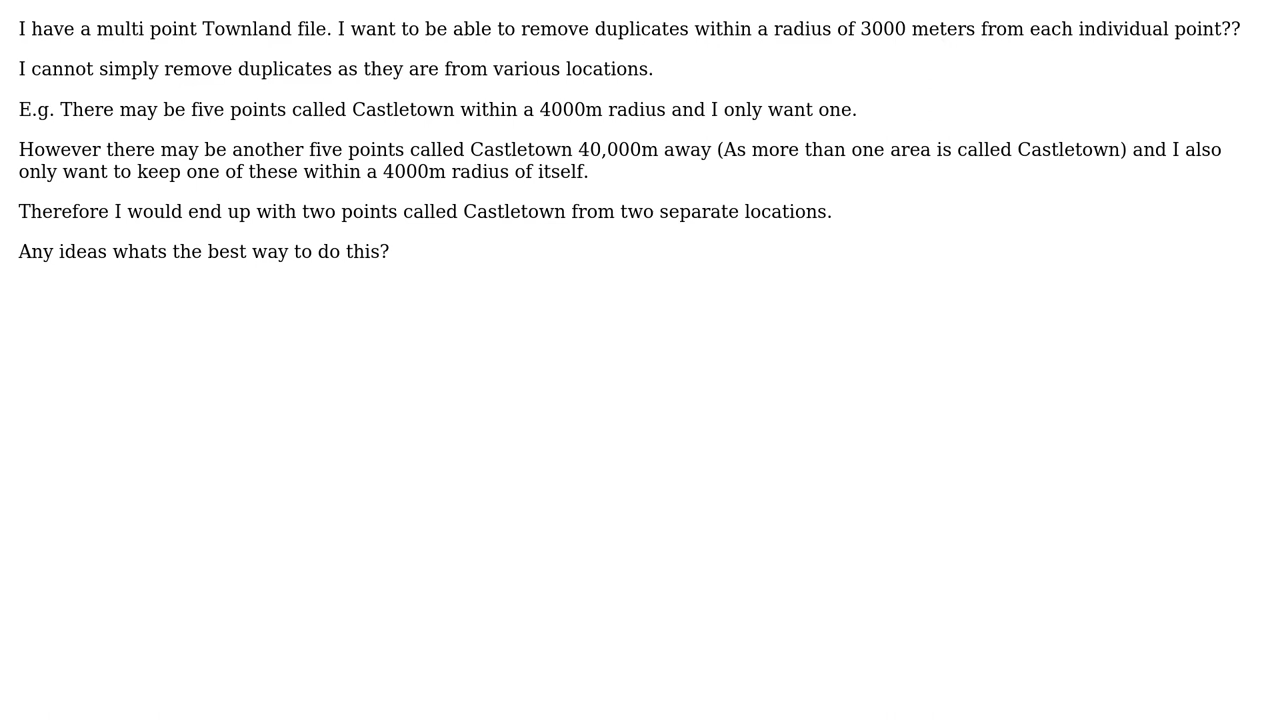 I have a multi point Townland file. I want to be able to remove duplicates within a radius of 3000 meters from each individual point??
I cannot simply remove duplicates as they are from various locations.
E.g. There may be five points called Castletown within a 4000m radius and I only want one.
However there may be another five points called Castletown 40,000m away (As more than one area is called Castletown) and I also
only want to keep one of these within a 4000m radius of itself.
Therefore I would end up with two points called Castletown from two separate locations.
Any ideas whats the best way to do this?